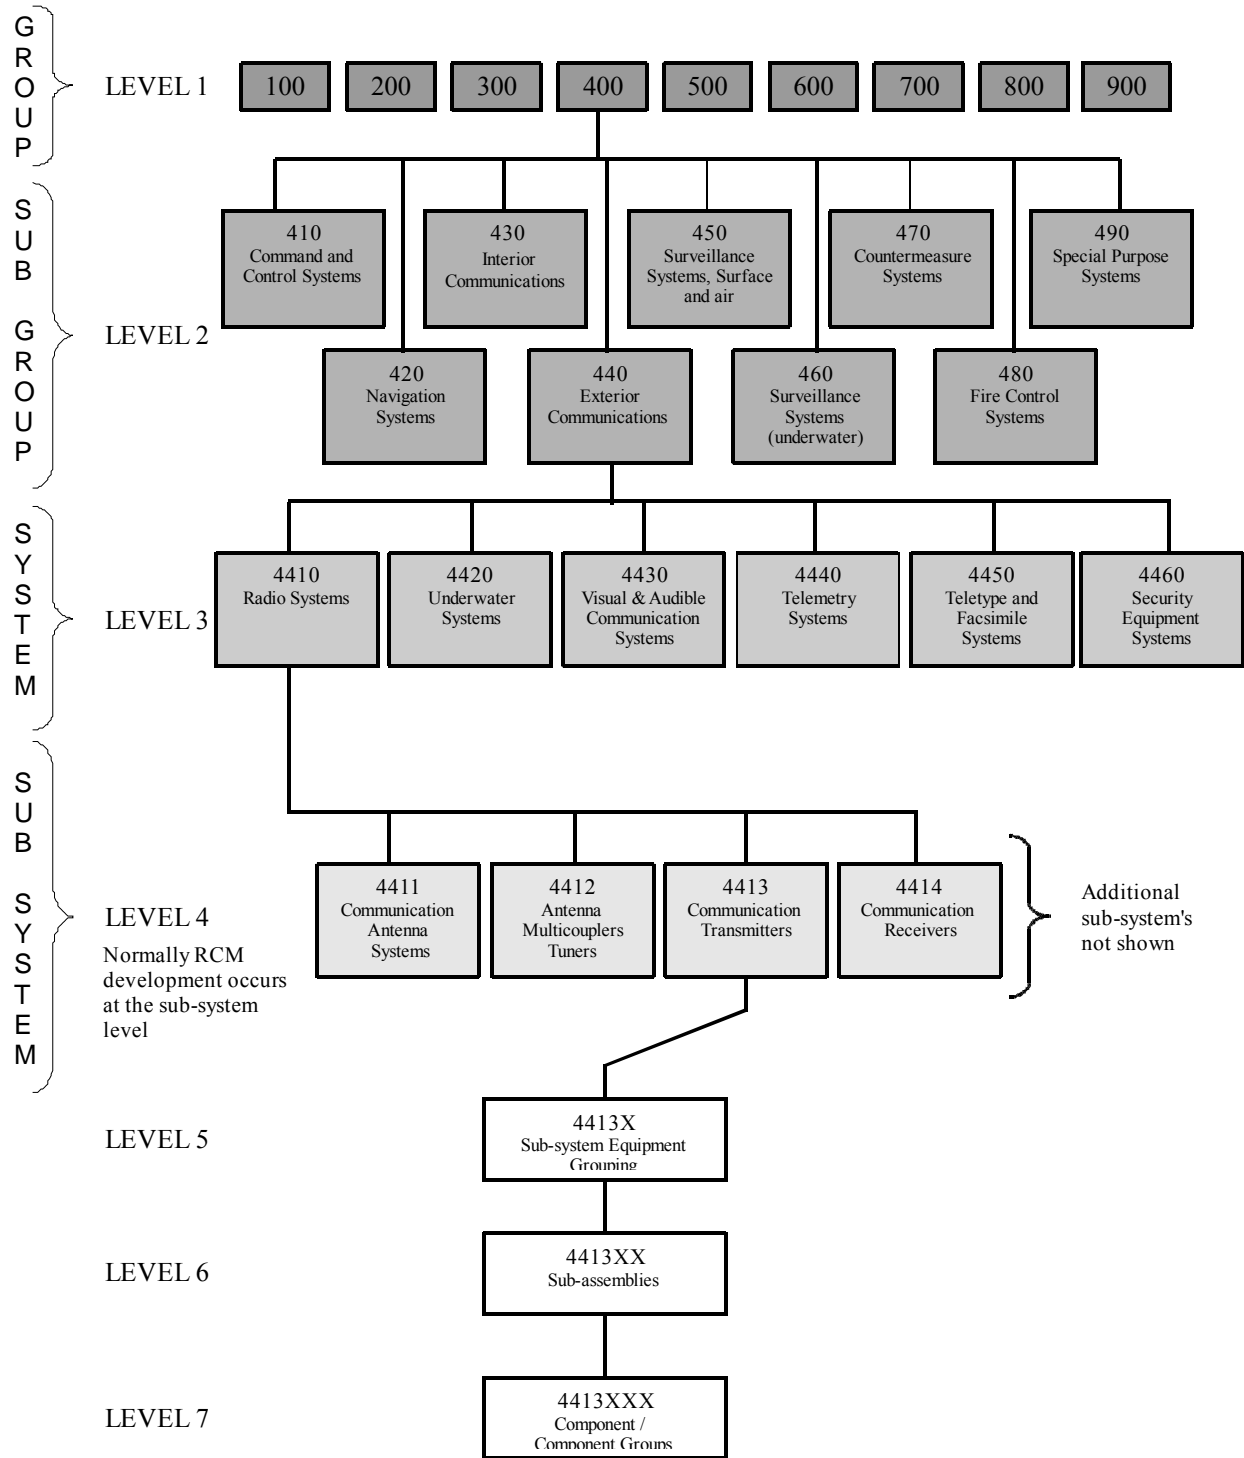 GROUP
LEVEL 1
100 200 300 400 500 600 700 800 900
SUB GROUP
LEVEL 2
410
Command and
Control Systems
430
Interior
Communications
450
Surveillance
Systems, Surface
and air
470
Countermeasure
Systems
490
Special Purpose
Systems
420
Navigation
Systems
440
Exterior
Communications
460
Surveillance
Systems
(underwater)
480
Fire Control
Systems
SYSTEM
LEVEL 3
4410
Radio Systems
4420
Underwater
Systems
4430
Visual & Audible
Communication
Systems
4440
Telemetry
Systems
4450
Teletype and
Facsimile
Systems
4460
Security
Equipment
Systems
SUB SYSTEM
LEVEL 4
Normally RCM
development occurs
at the sub-system
level
4411
Communication
Antenna
Systems
4412
Antenna
Multicouplers
Tuners
4413
Communication
Transmitters
4414
Communication
Receivers
Additional
sub-system's
not shown
LEVEL 5
4413X
Sub-system Equipment
Grouping
LEVEL 6
4413XX
Sub-assemblies
LEVEL 7
4413XXX
Component /
Component Groups